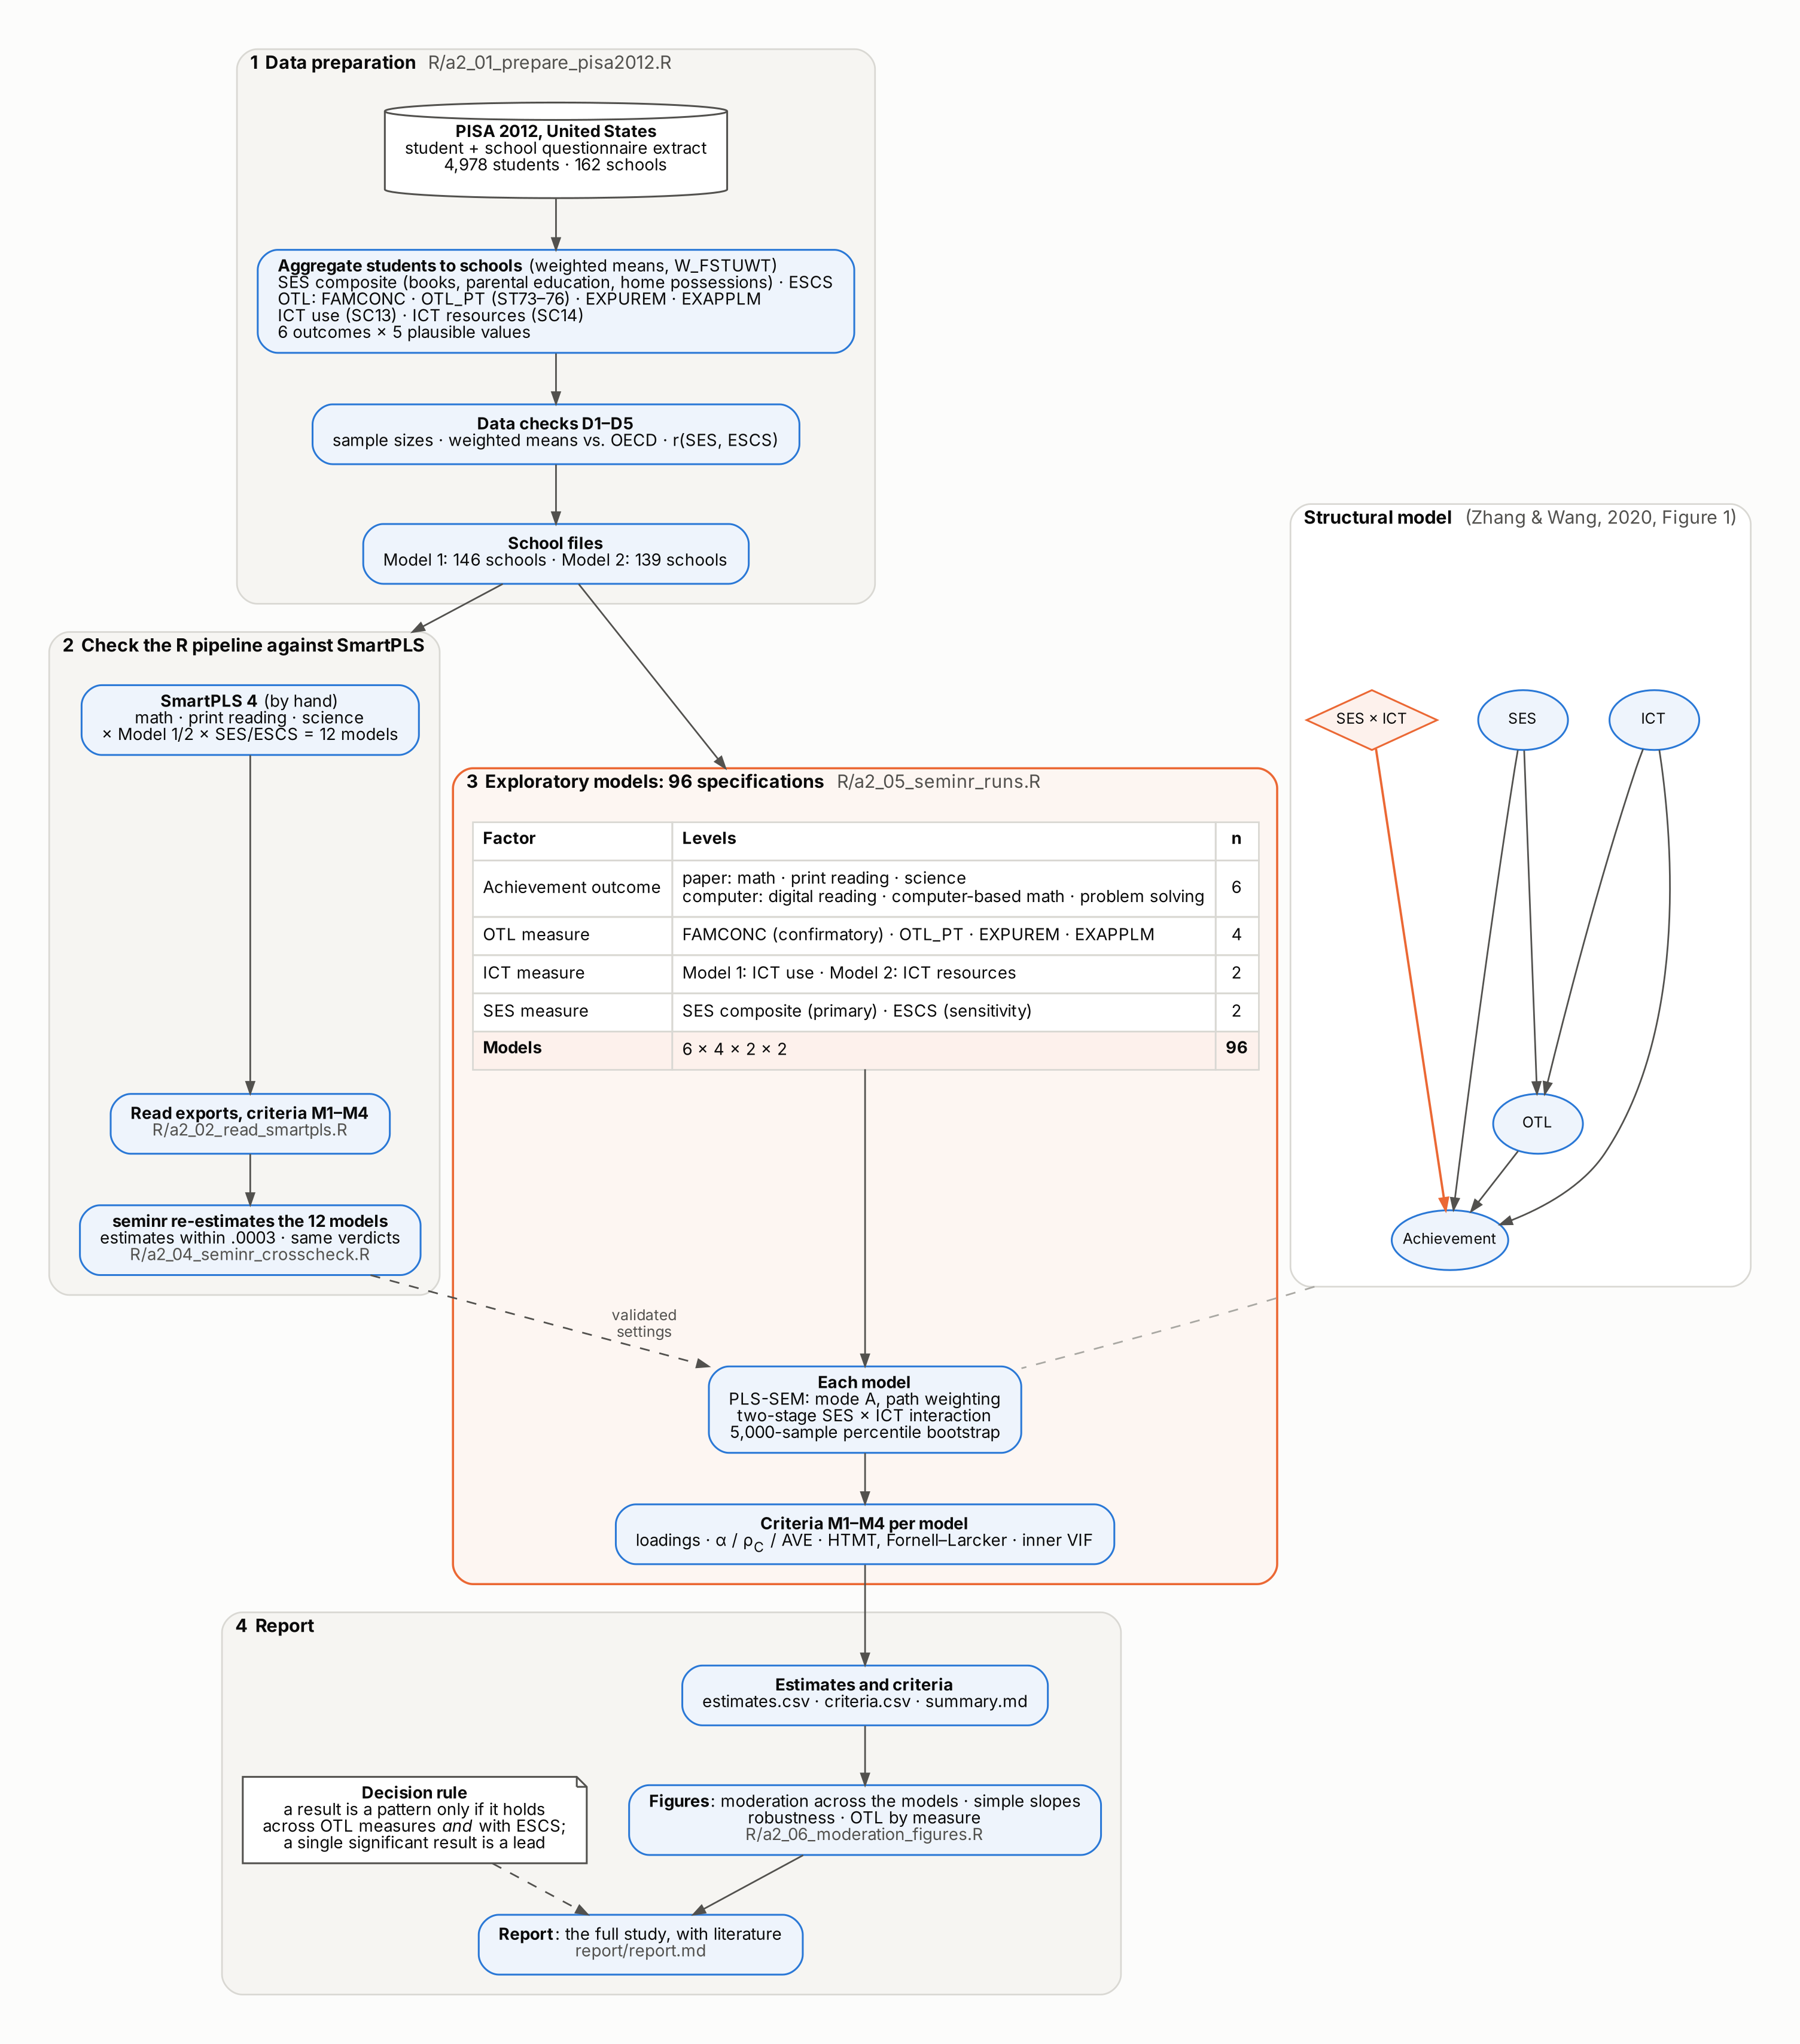 1 Data preparation R/a2_01_prepare_pisa2012.R
PISA 2012, United States
student + school questionnaire extract
4,978 students · 162 schools
Aggregate students to schools (weighted means, W_FSTUWT)
SES composite (books, parental education, home possessions) · ESCS
OTL: FAMCONC · OTL_PT (ST73–76) · EXPUREM · EXAPPLM
ICT use (SC13) · ICT resources (SC14)
6 outcomes × 5 plausible values
Data checks D1–D5
sample sizes · weighted means vs. OECD · r(SES, ESCS)
School files
Model 1: 146 schools · Model 2: 139 schools
2 Check the R pipeline against SmartPLS
SmartPLS 4 (by hand)
math · print reading · science
× Model 1/2 × SES/ESCS = 12 models
Read exports, criteria M1–M4
R/a2_02_read_smartpls.R
seminr re-estimates the 12 models
estimates within .0003 · same verdicts
R/a2_04_seminr_crosscheck.R
validated
settings
3 Exploratory models: 96 specifications R/a2_05_seminr_runs.R
Factor Levels n
Achievement outcome
paper: math · print reading · science
computer: digital reading · computer-based math · problem solving
6
OTL measure FAMCONC (confirmatory) · OTL_PT · EXPUREM · EXAPPLM 4
ICT measure Model 1: ICT use · Model 2: ICT resources 2
SES measure SES composite (primary) · ESCS (sensitivity) 2
Models 6 × 4 × 2 × 2 96
Each model
PLS-SEM: mode A, path weighting
two-stage SES × ICT interaction
5,000-sample percentile bootstrap
Criteria M1–M4 per model
loadings · α / ρC / AVE · HTMT, Fornell–Larcker · inner VIF
Structural model (Zhang & Wang, 2020, Figure 1)
SES × ICT
SES
ICT
OTL
Achievement
4 Report
Estimates and criteria
estimates.csv · criteria.csv · summary.md
Decision rule
a result is a pattern only if it holds
across OTL measures and with ESCS;
a single significant result is a lead
Figures: moderation across the models · simple slopes
robustness · OTL by measure
R/a2_06_moderation_figures.R
Report: the full study, with literature
report/report.md